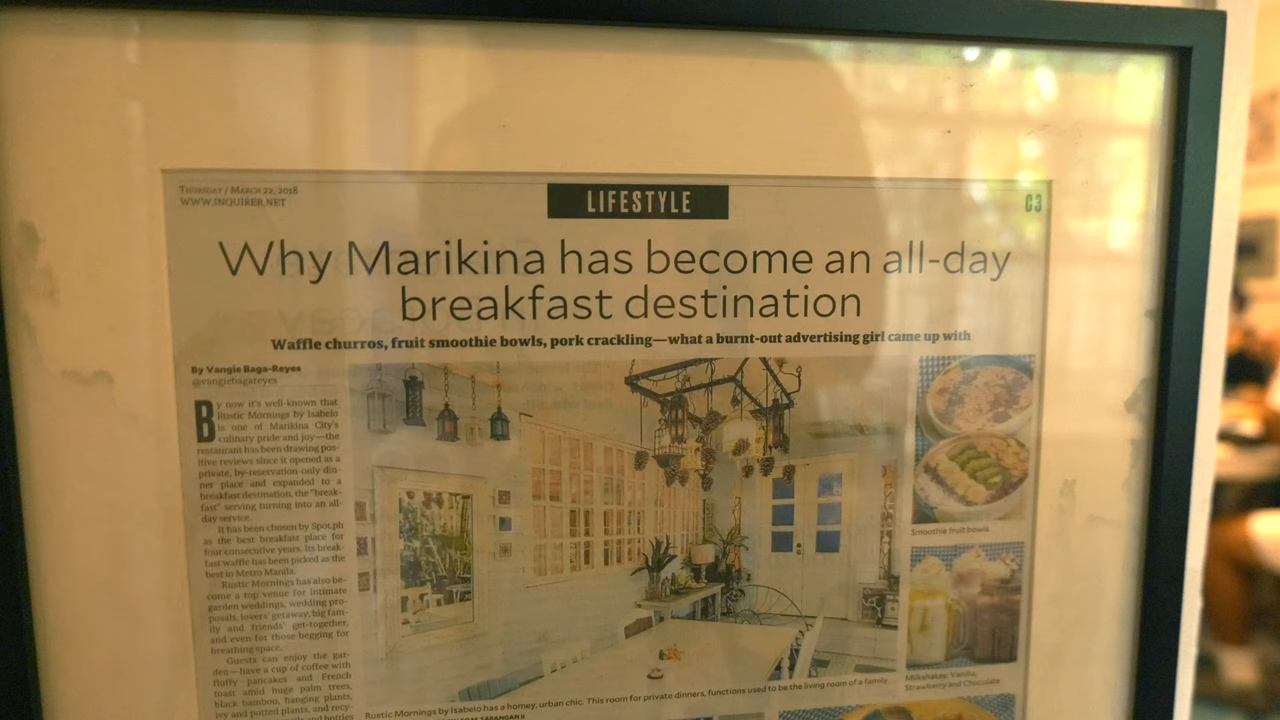 THURSDAY / MARCH 22, 2018
WWW.INQUIRER.NET
LIFESTYLE
C3
Why Marikina has become an all-day
breakfast destination
Waffle churros, fruit smoothie bowls, pork crackling—what a burnt-out advertising girl came up with
By Vangie Baga-Reyes
@vangiebagareyes
By now it's well-known that
Rustic Mornings by Isabelo
is one of Marikina City's
culinary pride and joy—the
restaurant has been drawing pos-
itive reviews since it opened as a
private, by-reservation-only din-
ner place and expanded to a
breakfast destination, the "break-
fast" serving turning into an all-
day service.
It has been chosen by Spot.ph
as the best breakfast place for
four consecutive years. Its break-
fast waffle has been picked as the
best in Metro Manila.
Rustic Mornings has also be-
come a top venue for intimate
garden weddings, wedding pro-
posals, lovers' getaway, big fam-
ily and friends' get-together,
and even for those begging for
breathing space.
Guests can enjoy the gar-
den—have a cup of coffee with
fluffy pancakes and French
toast amid huge palm trees,
black bamboo, hanging plants,
ivy and potted plants, and recy-
and bottles
Smoothie fruit bowls
Milkshakes: Vanilla,
Strawberry and Chocolate
Rustic Mornings by Isabelo has a homey, urban chic. This room for private dinners, functions used to be the living room of a family